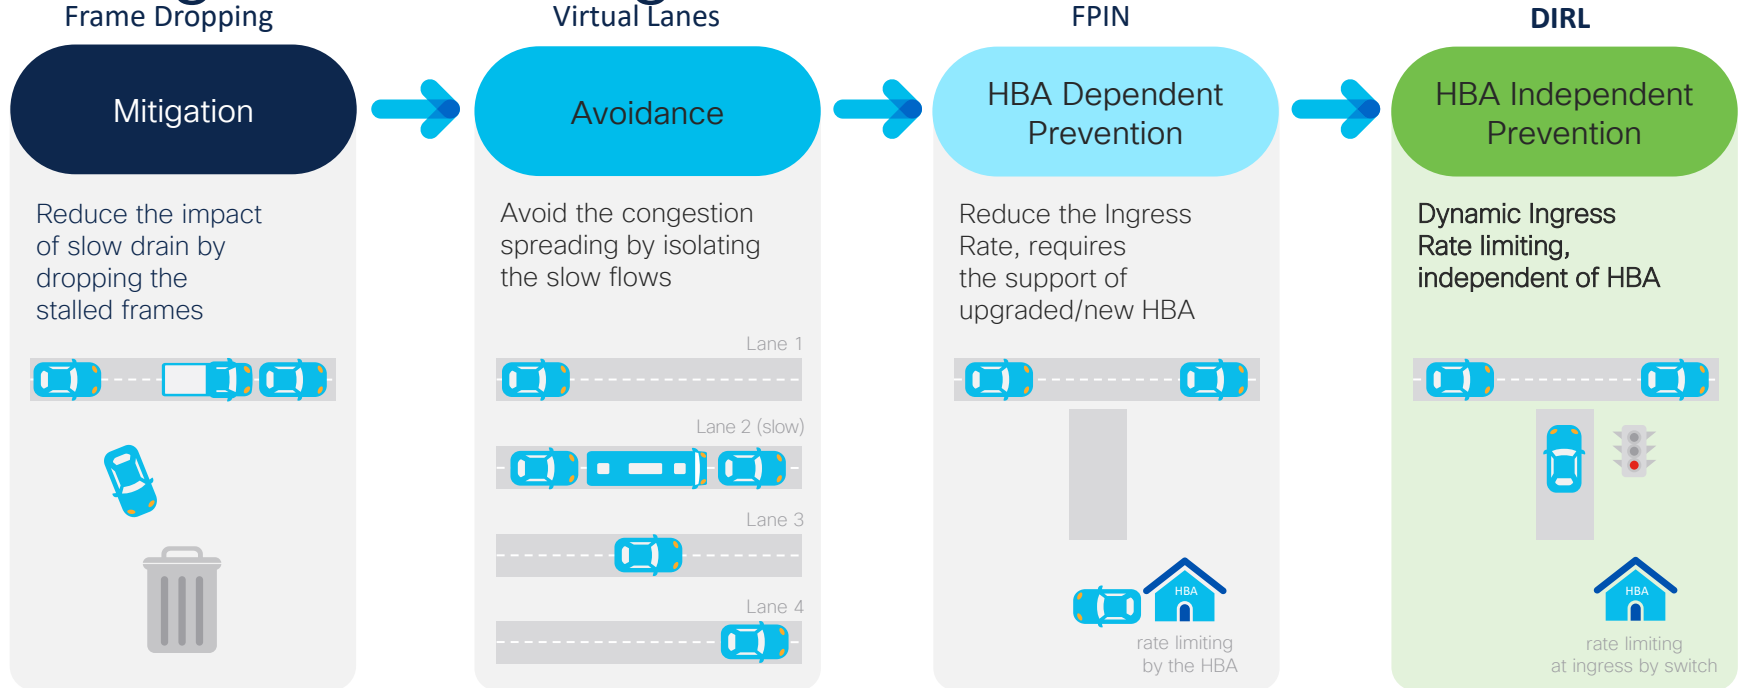 Frame Dropping
Mitigation
Reduce the impact
of slow drain by
dropping the
stalled frames
Virtual Lanes
Avoidance
Avoid the congestion
spreading by isolating
the slow flows
Lane 1
Lane 2 (slow)
Lane 3
Lane 4
FPIN
HBA Dependent
Prevention
Reduce the Ingress
Rate, requires
the support of
upgraded/new HBA
HBA
rate limiting
by the HBA
DIRL
HBA Independent
Prevention
Dynamic Ingress
Rate limiting,
independent of HBA
HBA
rate limiting
at ingress by switch